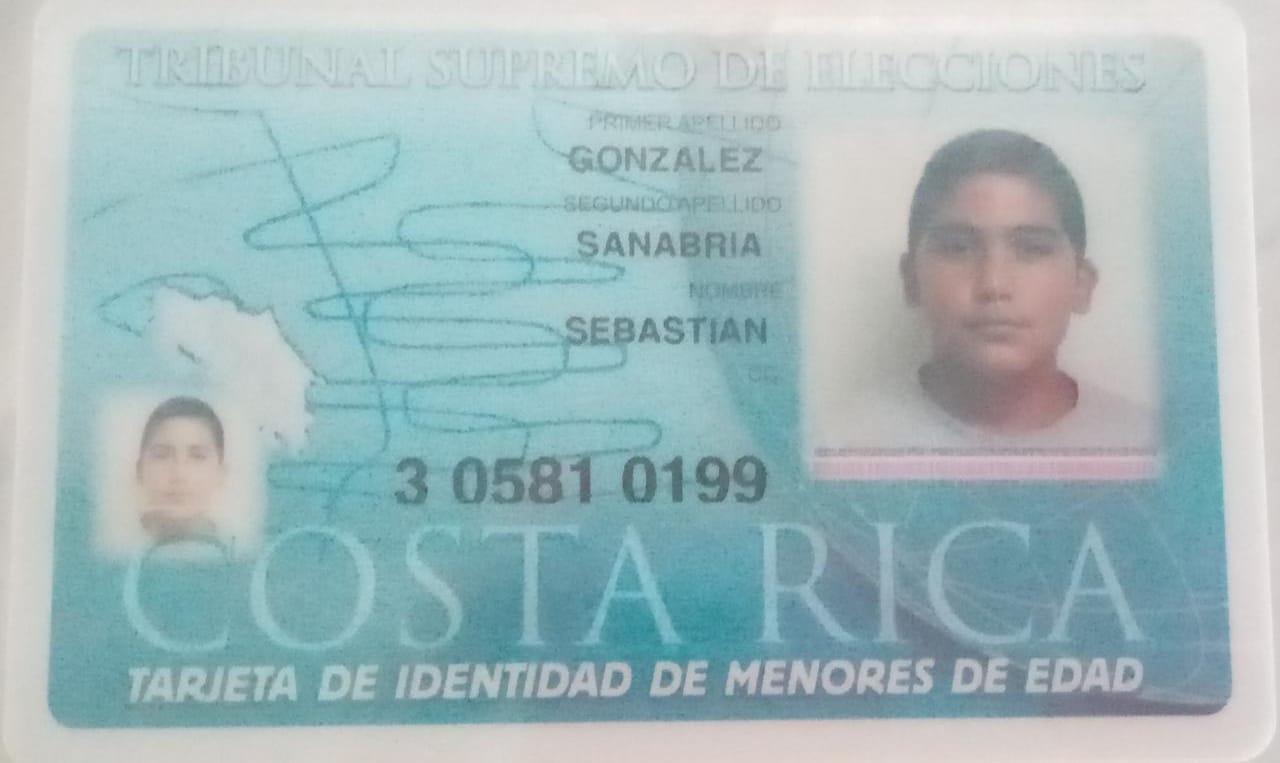 TRIBUNAL SUPREMO DE ELECCIONES
PRIMER APELLIDO
GONZALEZ
SEGUNDO APELLIDO
SANABRIA
NOMBRE
SEBASTIAN
CC
3 0581 0199
COSTA RICA
TARJETA DE IDENTIDAD DE MENORES DE EDAD